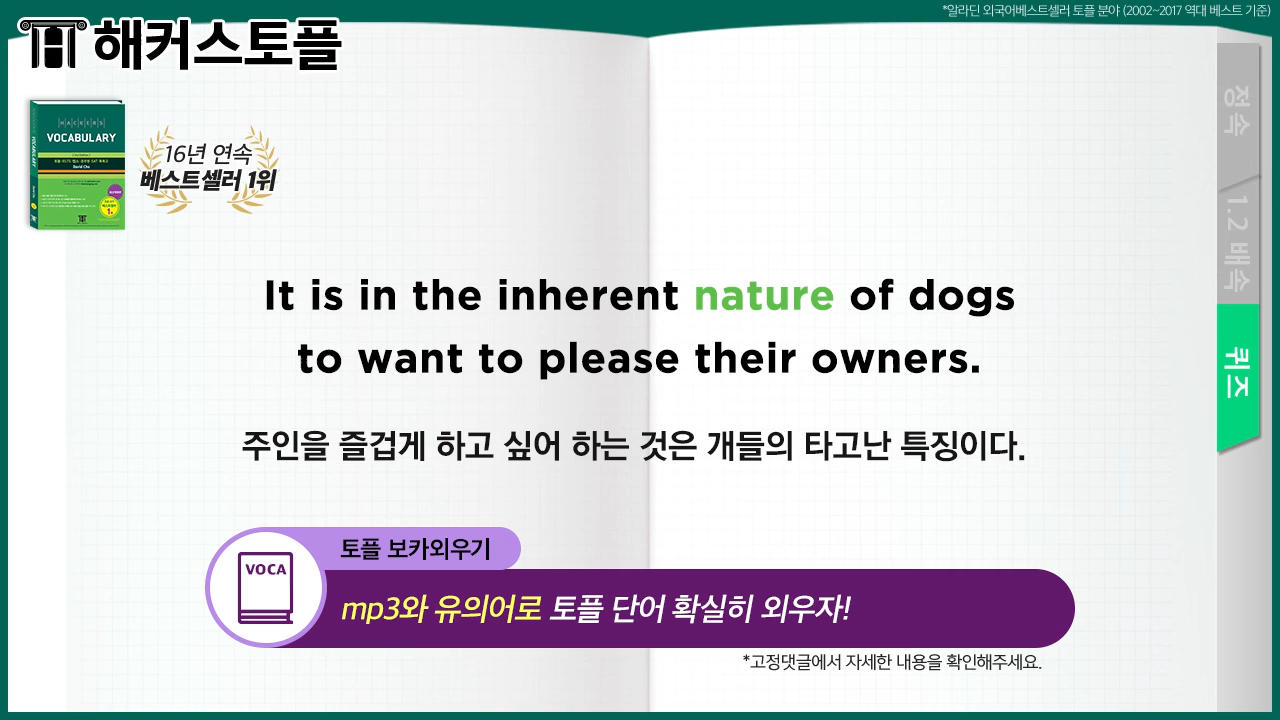 *알라딘 외국어베스트셀러 토플 분야 (2002~2017 역대 베스트 기준)
해커스토플
HACKERS
VOCABULARY
David Cho
16년 연속
베스트셀러 1위
정속
1.2 배속
퀴즈
It is in the inherent nature of dogs
to want to please their owners.
주인을 즐겁게 하고 싶어 하는 것은 개들의 타고난 특징이다.
토플 보카외우기
VOCA
mp3와 유의어로 토플 단어 확실히 외우자!
*고정댓글에서 자세한 내용을 확인해주세요.